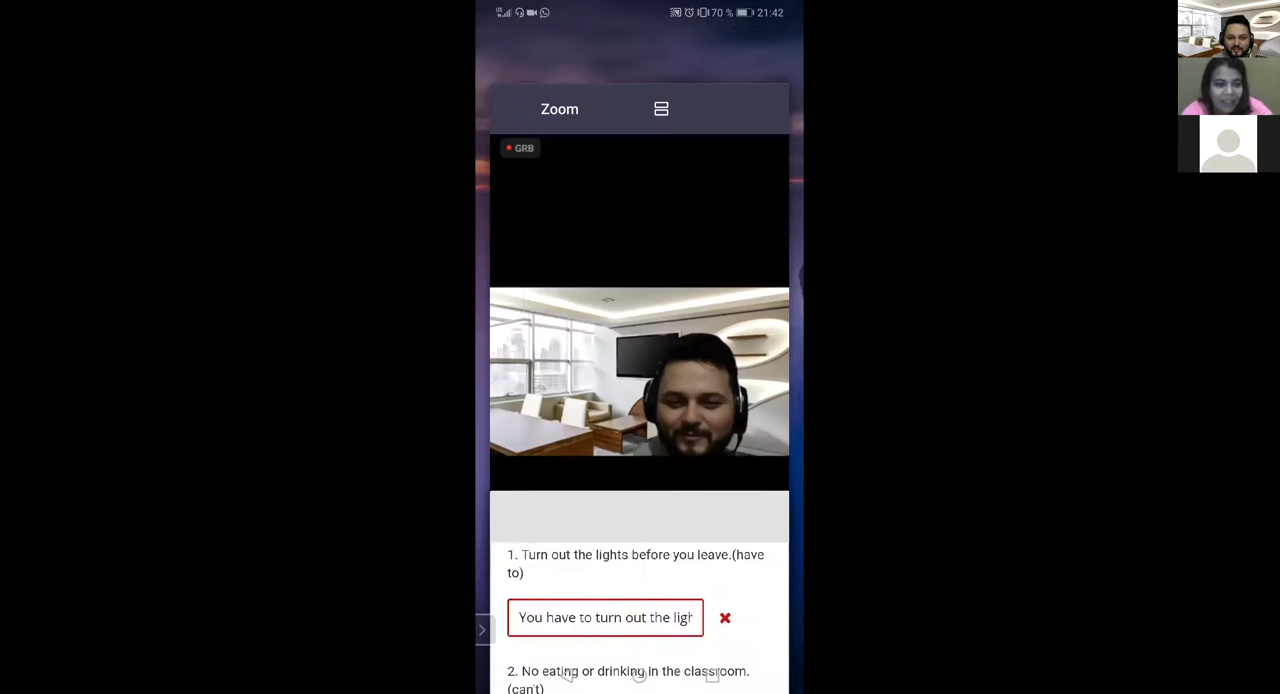 70 % 21:42
Zoom
GRB
1. Turn out the lights before you leave.(have
to)
You have to turn out the ligh
2. No eating or drinking in the classroom.
(can't)